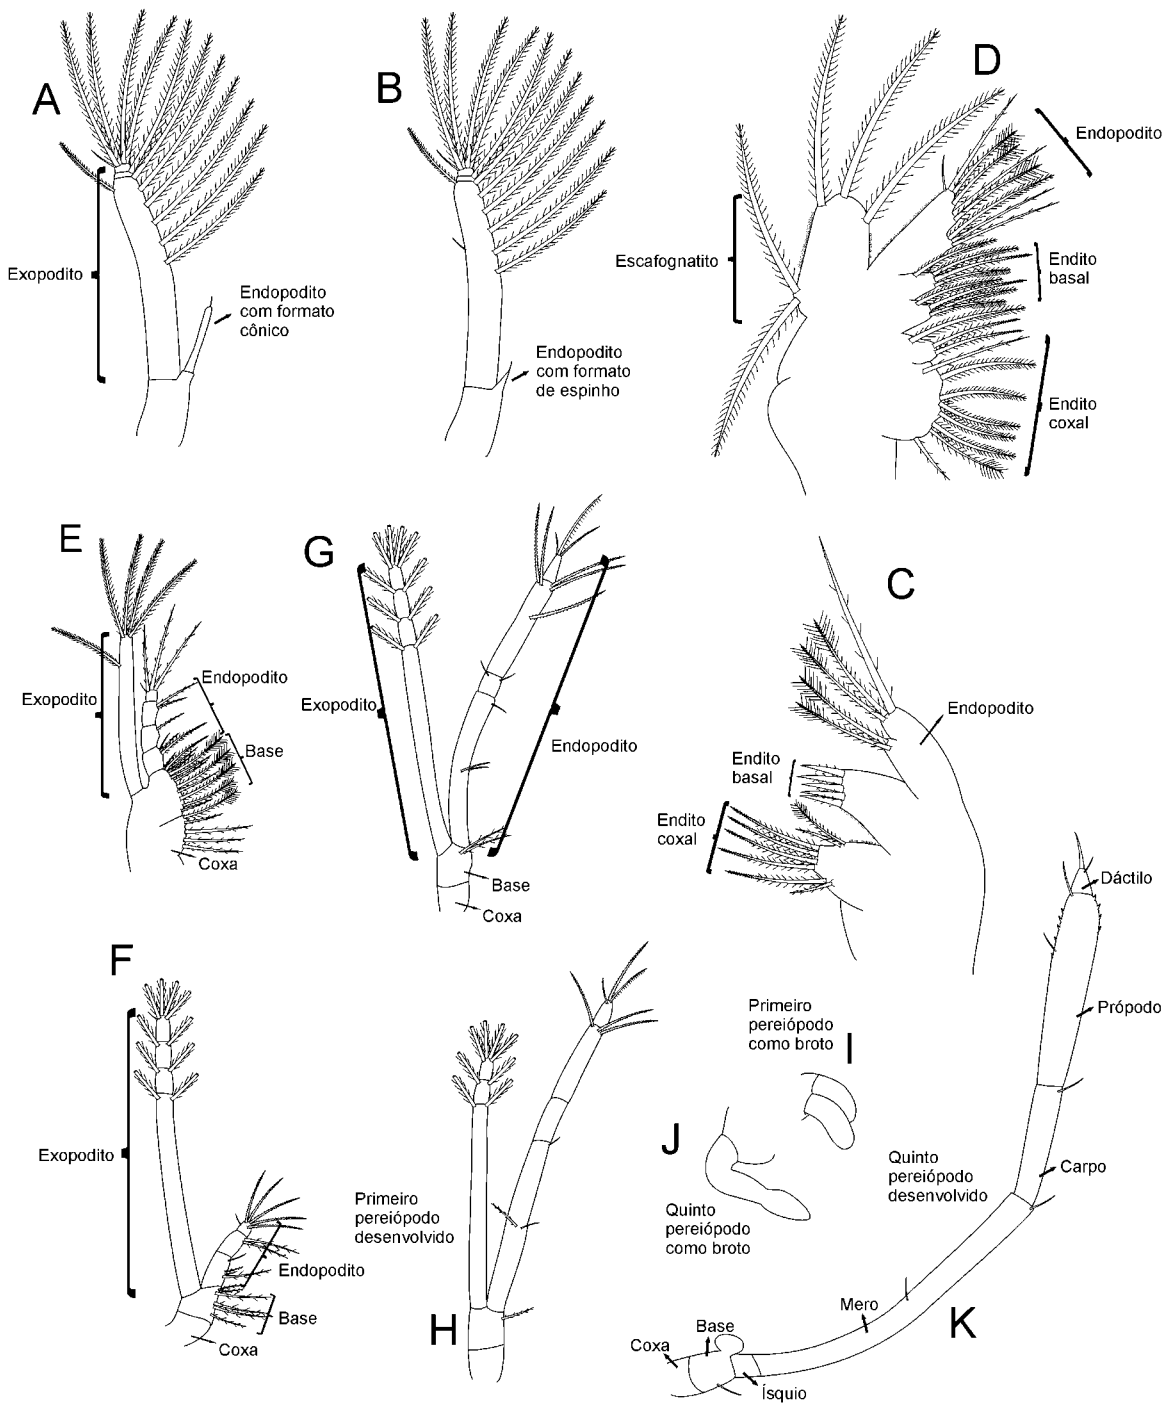 A
Exopodito
Endopodito
com formato
cônico
B
Endopodito
com formato
de espinho
D
Endopodito
Escafognatito
Endito
basal
Endito
coxal
E
Exopodito
Endopodito
Base
Coxa
G
Exopodito
Endopodito
Base
Coxa
C
Endopodito
Endito
basal
Endito
coxal
F
Exopodito
Endopodito
Base
Coxa
Primeiro
pereiópodo
desenvolvido
H
Primeiro
pereiópodo
como broto
J
Quinto
pereiópodo
como broto
Quinto
pereiópodo
desenvolvido
Dáctilo
Própodo
Carpo
Mero
K
Base
Coxa
Ísquio